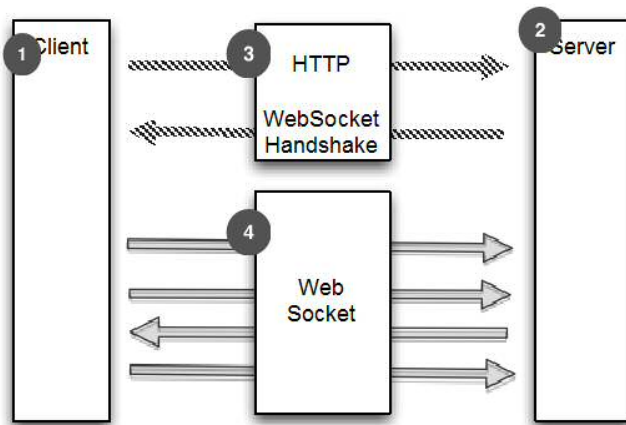 1
Client
3
HTTP
WebSocket
Handshake
2
Server
4
Web
Socket